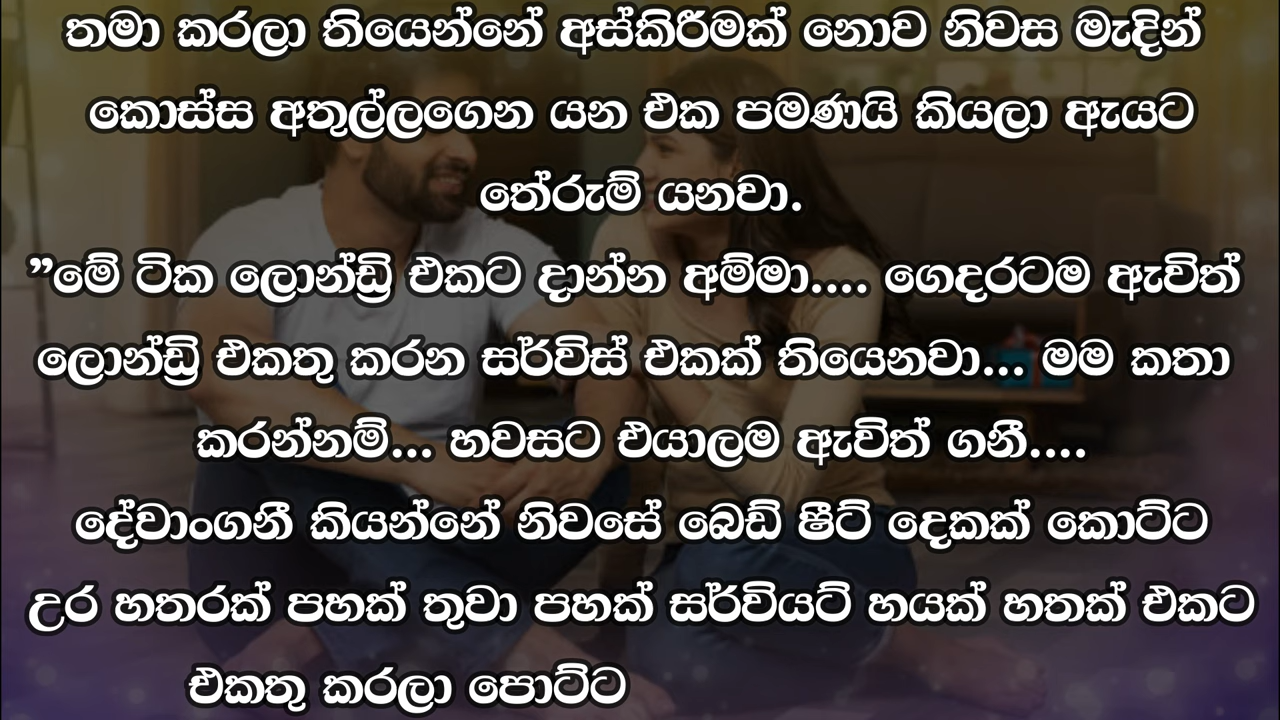 තමා කරලා තියෙන්නේ අස්කිරීමක් නොව නිවස මැදින්
කොස්ස අතුල්ලගෙන යන එක පමණයි කියලා ඇයට
තේරුම් යනවා.
”මේ ටික ලොන්ඩ්‍රි එකට දාන්න අම්මා.... ගෙදරටම ඇවිත්
ලොන්ඩ්‍රි එකතු කරන සර්විස් එකක් තියෙනවා... මම කතා
කරන්නම්... හවසට එයාලම ඇවිත් ගනී....
දේවාංගනී කියන්නේ නිවසේ බෙඩ් ෂීට් දෙකක් කොට්ට
උර හතරක් පහක් තුවා පහක් සර්වියට් හයක් හතක් එකට
එකතු කරලා පොට්ට